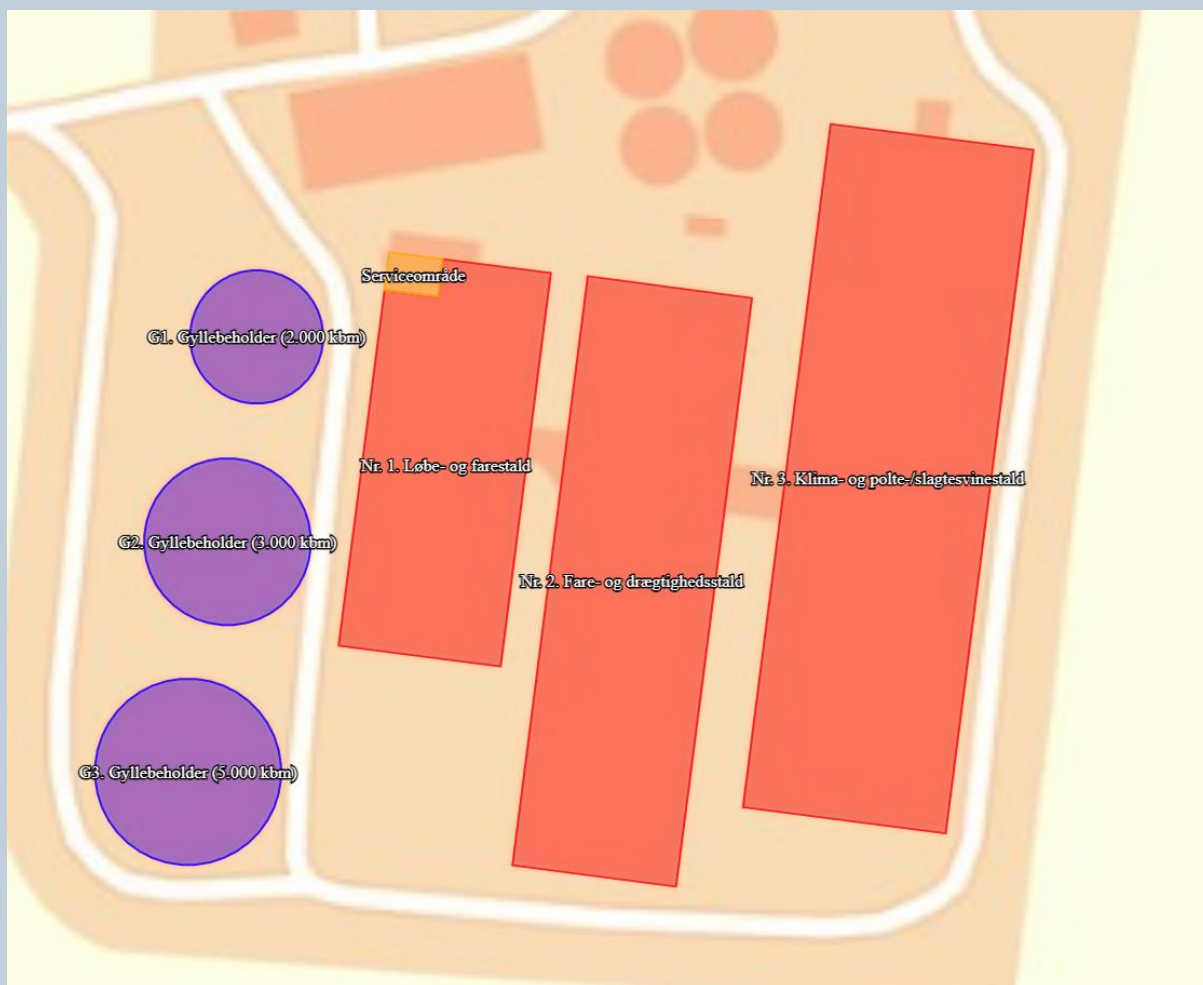 Serviceområde
G1. Gyllebeholder (2.000 kbm)
Nr. 1. Løbe- og farestald
Nr. 3. Klima- og polte-/slagtesvinestald
G2. Gyllebeholder (3.000 kbm)
Nr. 2. Fare- og drægtighedsstald
G3. Gyllebeholder (5.000 kbm)